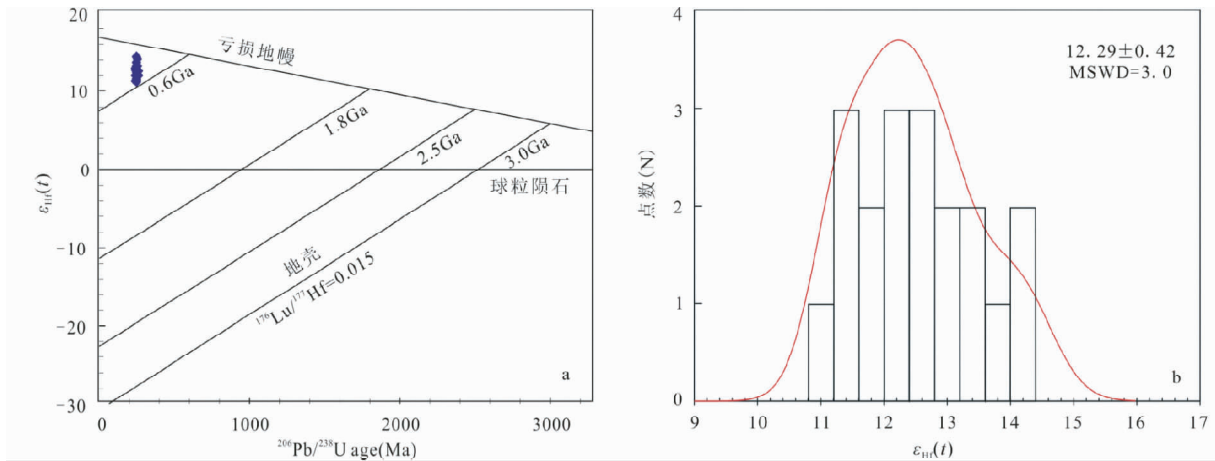 20
10
0
-10
-20
-30
εHf(t)
亏损地幔
0.6Ga
1.8Ga
2.5Ga
3.0Ga
球粒陨石
地壳
¹⁷⁶Lu/¹⁷⁷Hf=0.015
a
0 1000 2000 3000
²⁰⁶Pb/²³⁸U age(Ma)
4
3
2
1
0
点数(N)
12.29±0.42
MSWD=3.0
b
9 10 11 12 13 14 15 16 17
εHf(t)